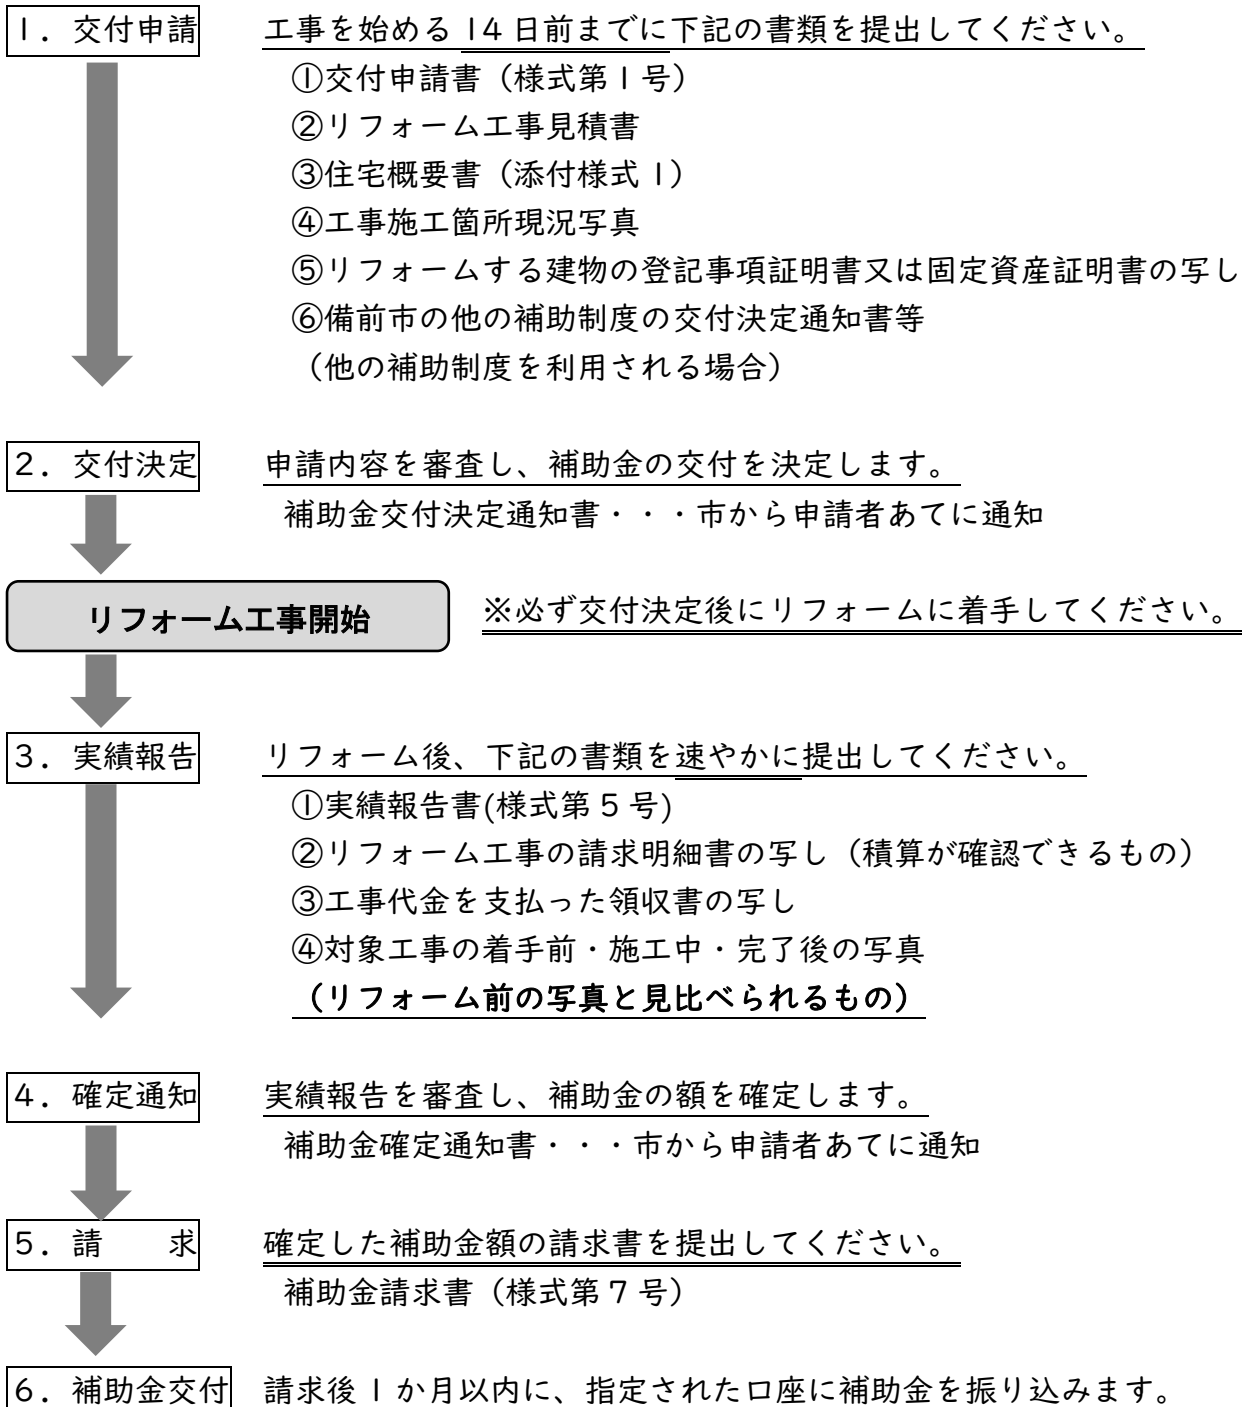 1．交付申請 工事を始める 14 日前までに下記の書類を提出してください。
①交付申請書（様式第1号）
②リフォーム工事見積書
③住宅概要書（添付様式1）
④工事施工箇所現況写真
⑤リフォームする建物の登記事項証明書又は固定資産証明書の写し
⑥備前市の他の補助制度の交付決定通知書等
（他の補助制度を利用される場合）
2．交付決定 申請内容を審査し、補助金の交付を決定します。
補助金交付決定通知書・・・市から申請者あてに通知
リフォーム工事開始 ※必ず交付決定後にリフォームに着手してください。
3．実績報告 リフォーム後、下記の書類を速やかに提出してください。
①実績報告書(様式第5号)
②リフォーム工事の請求明細書の写し（積算が確認できるもの）
③工事代金を支払った領収書の写し
④対象工事の着手前・施工中・完了後の写真
（リフォーム前の写真と見比べられるもの）
4．確定通知 実績報告を審査し、補助金の額を確定します。
補助金確定通知書・・・市から申請者あてに通知
5．請　　求 確定した補助金額の請求書を提出してください。
補助金請求書（様式第7号）
6．補助金交付 請求後1か月以内に、指定された口座に補助金を振り込みます。